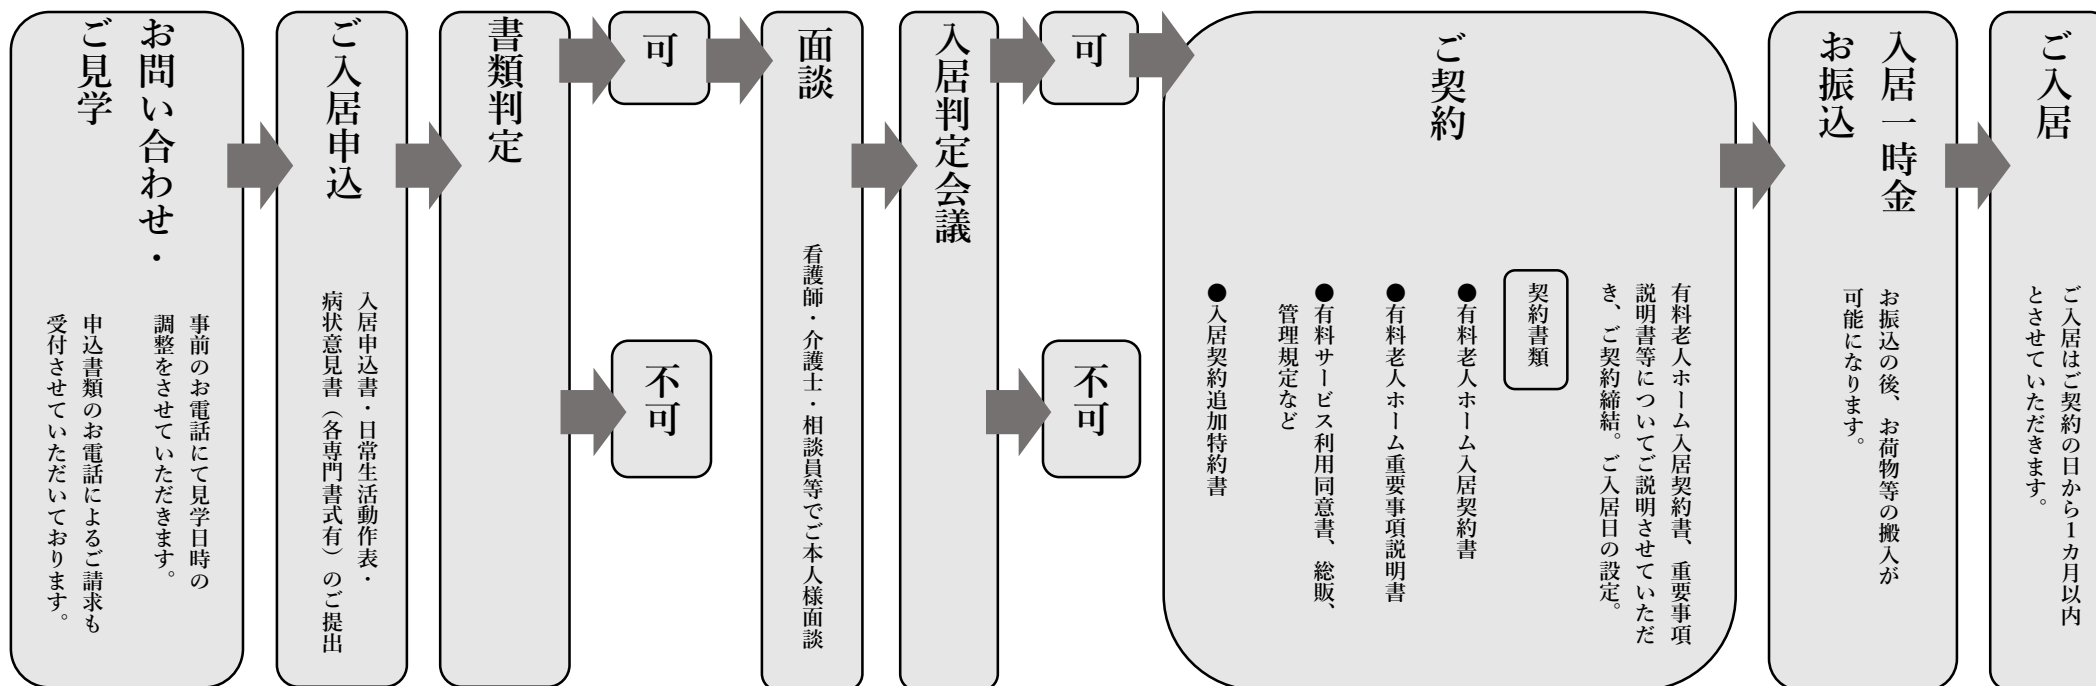 お問い合わせ・
ご見学
事前のお電話にて見学日時の
調整をさせていただきます。
申込書類のお電話によるご請求も
受付させていただいております。
ご入居申込
入居申込書・日常生活動作表・
病状意見書（各専門書式有）のご提出
書類判定
可
不可
面談
看護師・介護士・相談員等でご本人様面談
入居判定会議
可
不可
ご契約
有料老人ホーム入居契約書、重要事項
説明書等についてご説明させていただ
き、ご契約締結。ご入居日の設定。
契約書類
●有料老人ホーム入居契約書
●有料老人ホーム重要事項説明書
●有料サービス利用同意書、総販、
管理規定など
●入居契約追加特約書
入居一時金
お振込
お振込の後、お荷物等の搬入が
可能になります。
ご入居
ご入居はご契約の日から1カ月以内
とさせていただきます。